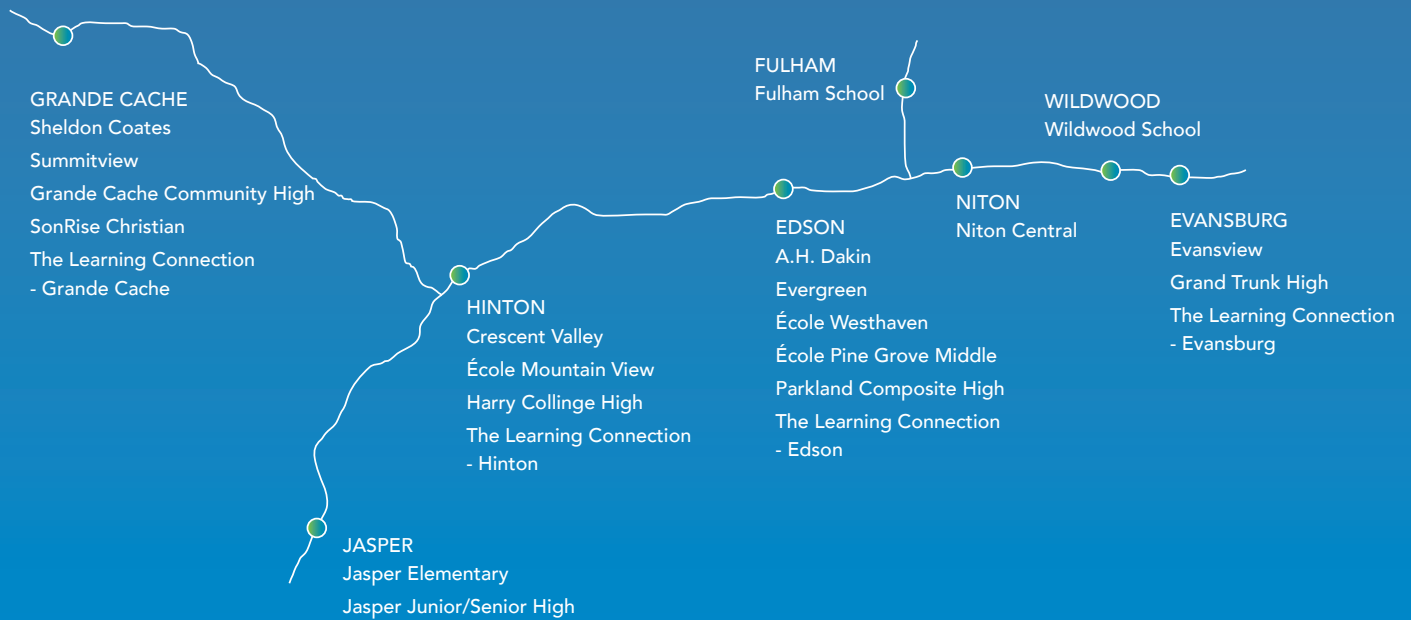 GRANDE CACHE
Sheldon Coates
Summitview
Grande Cache Community High
SonRise Christian
The Learning Connection
- Grande Cache
HINTON
Crescent Valley
École Mountain View
Harry Collinge High
The Learning Connection
- Hinton
JASPER
Jasper Elementary
Jasper Junior/Senior High
FULHAM
Fulham School
EDSON
A.H. Dakin
Evergreen
École Westhaven
École Pine Grove Middle
Parkland Composite High
The Learning Connection
- Edson
NITON
Niton Central
WILDWOOD
Wildwood School
EVANSBURG
Evansview
Grand Trunk High
The Learning Connection
- Evansburg